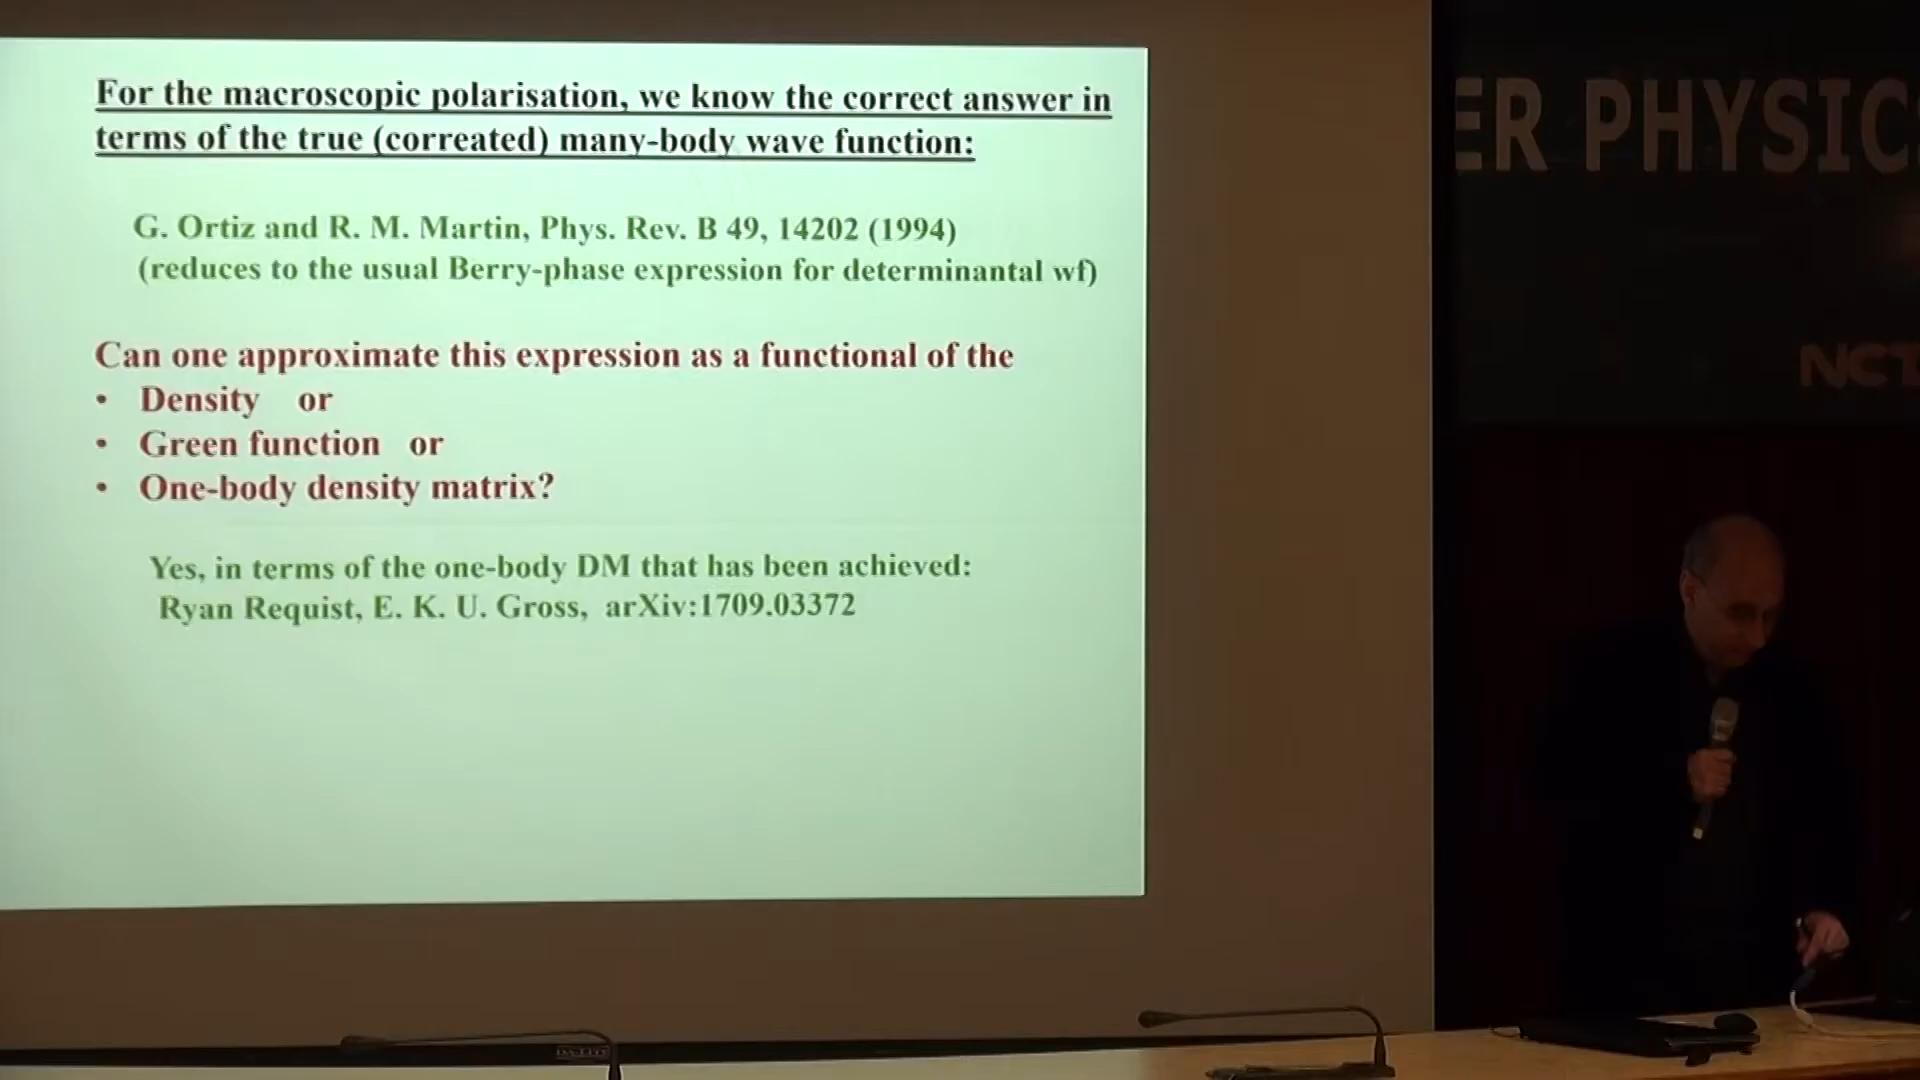 For the macroscopic polarisation, we know the correct answer in
terms of the true (correated) many-body wave function:
G. Ortiz and R. M. Martin, Phys. Rev. B 49, 14202 (1994)
(reduces to the usual Berry-phase expression for determinantal wf)
Can one approximate this expression as a functional of the
• Density or
• Green function or
• One-body density matrix?
Yes, in terms of the one-body DM that has been achieved:
Ryan Requist, E. K. U. Gross, arXiv:1709.03372
ER PHYSICS
NCT